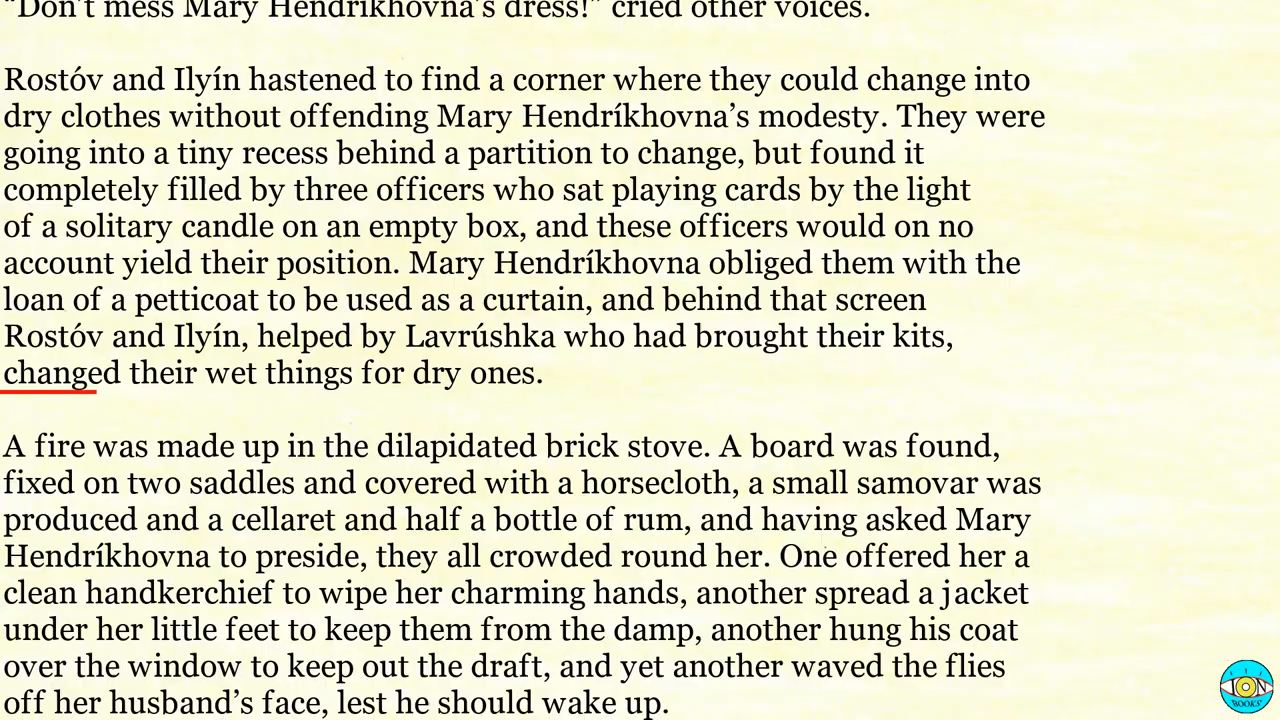 “Don’t mess Mary Hendríkhovna’s dress!” cried other voices.
Rostóv and Ilyín hastened to find a corner where they could change into
dry clothes without offending Mary Hendríkhovna’s modesty. They were
going into a tiny recess behind a partition to change, but found it
completely filled by three officers who sat playing cards by the light
of a solitary candle on an empty box, and these officers would on no
account yield their position. Mary Hendríkhovna obliged them with the
loan of a petticoat to be used as a curtain, and behind that screen
Rostóv and Ilyín, helped by Lavrúshka who had brought their kits,
changed their wet things for dry ones.
A fire was made up in the dilapidated brick stove. A board was found,
fixed on two saddles and covered with a horsecloth, a small samovar was
produced and a cellaret and half a bottle of rum, and having asked Mary
Hendríkhovna to preside, they all crowded round her. One offered her a
clean handkerchief to wipe her charming hands, another spread a jacket
under her little feet to keep them from the damp, another hung his coat
over the window to keep out the draft, and yet another waved the flies
off her husband’s face, lest he should wake up.
ION
BOOKS